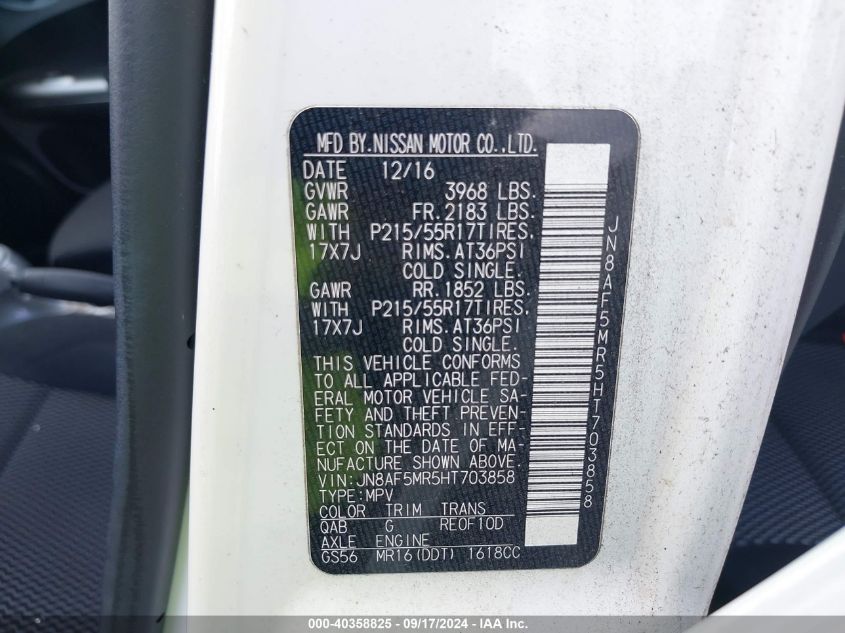 MFD BY.NISSAN MOTOR CO.,LTD.
DATE 12/16
GVWR 3968 LBS.
GAWR FR.2183 LBS.
WITH P215/55R17TIRES.
17X7J RIMS.AT36PSI
COLD SINGLE.
GAWR RR.1852 LBS.
WITH P215/55R17TIRES.
17X7J RIMS.AT36PSI
COLD SINGLE.
THIS VEHICLE CONFORMS
TO ALL APPLICABLE FED-
ERAL MOTOR VEHICLE SA-
FETY AND THEFT PREVEN-
TION STANDARDS IN EFF-
ECT ON THE DATE OF MA-
NUFACTURE SHOWN ABOVE.
VIN:JN8AF5MR5HT703858
TYPE:MPV
COLOR TRIM TRANS
QAB G RE0F10D
AXLE ENGINE
GS56 MR16(DDT) 1618CC
JN8AF5MR5HT703858
000-40358825 - 09/17/2024 - IAAI.com